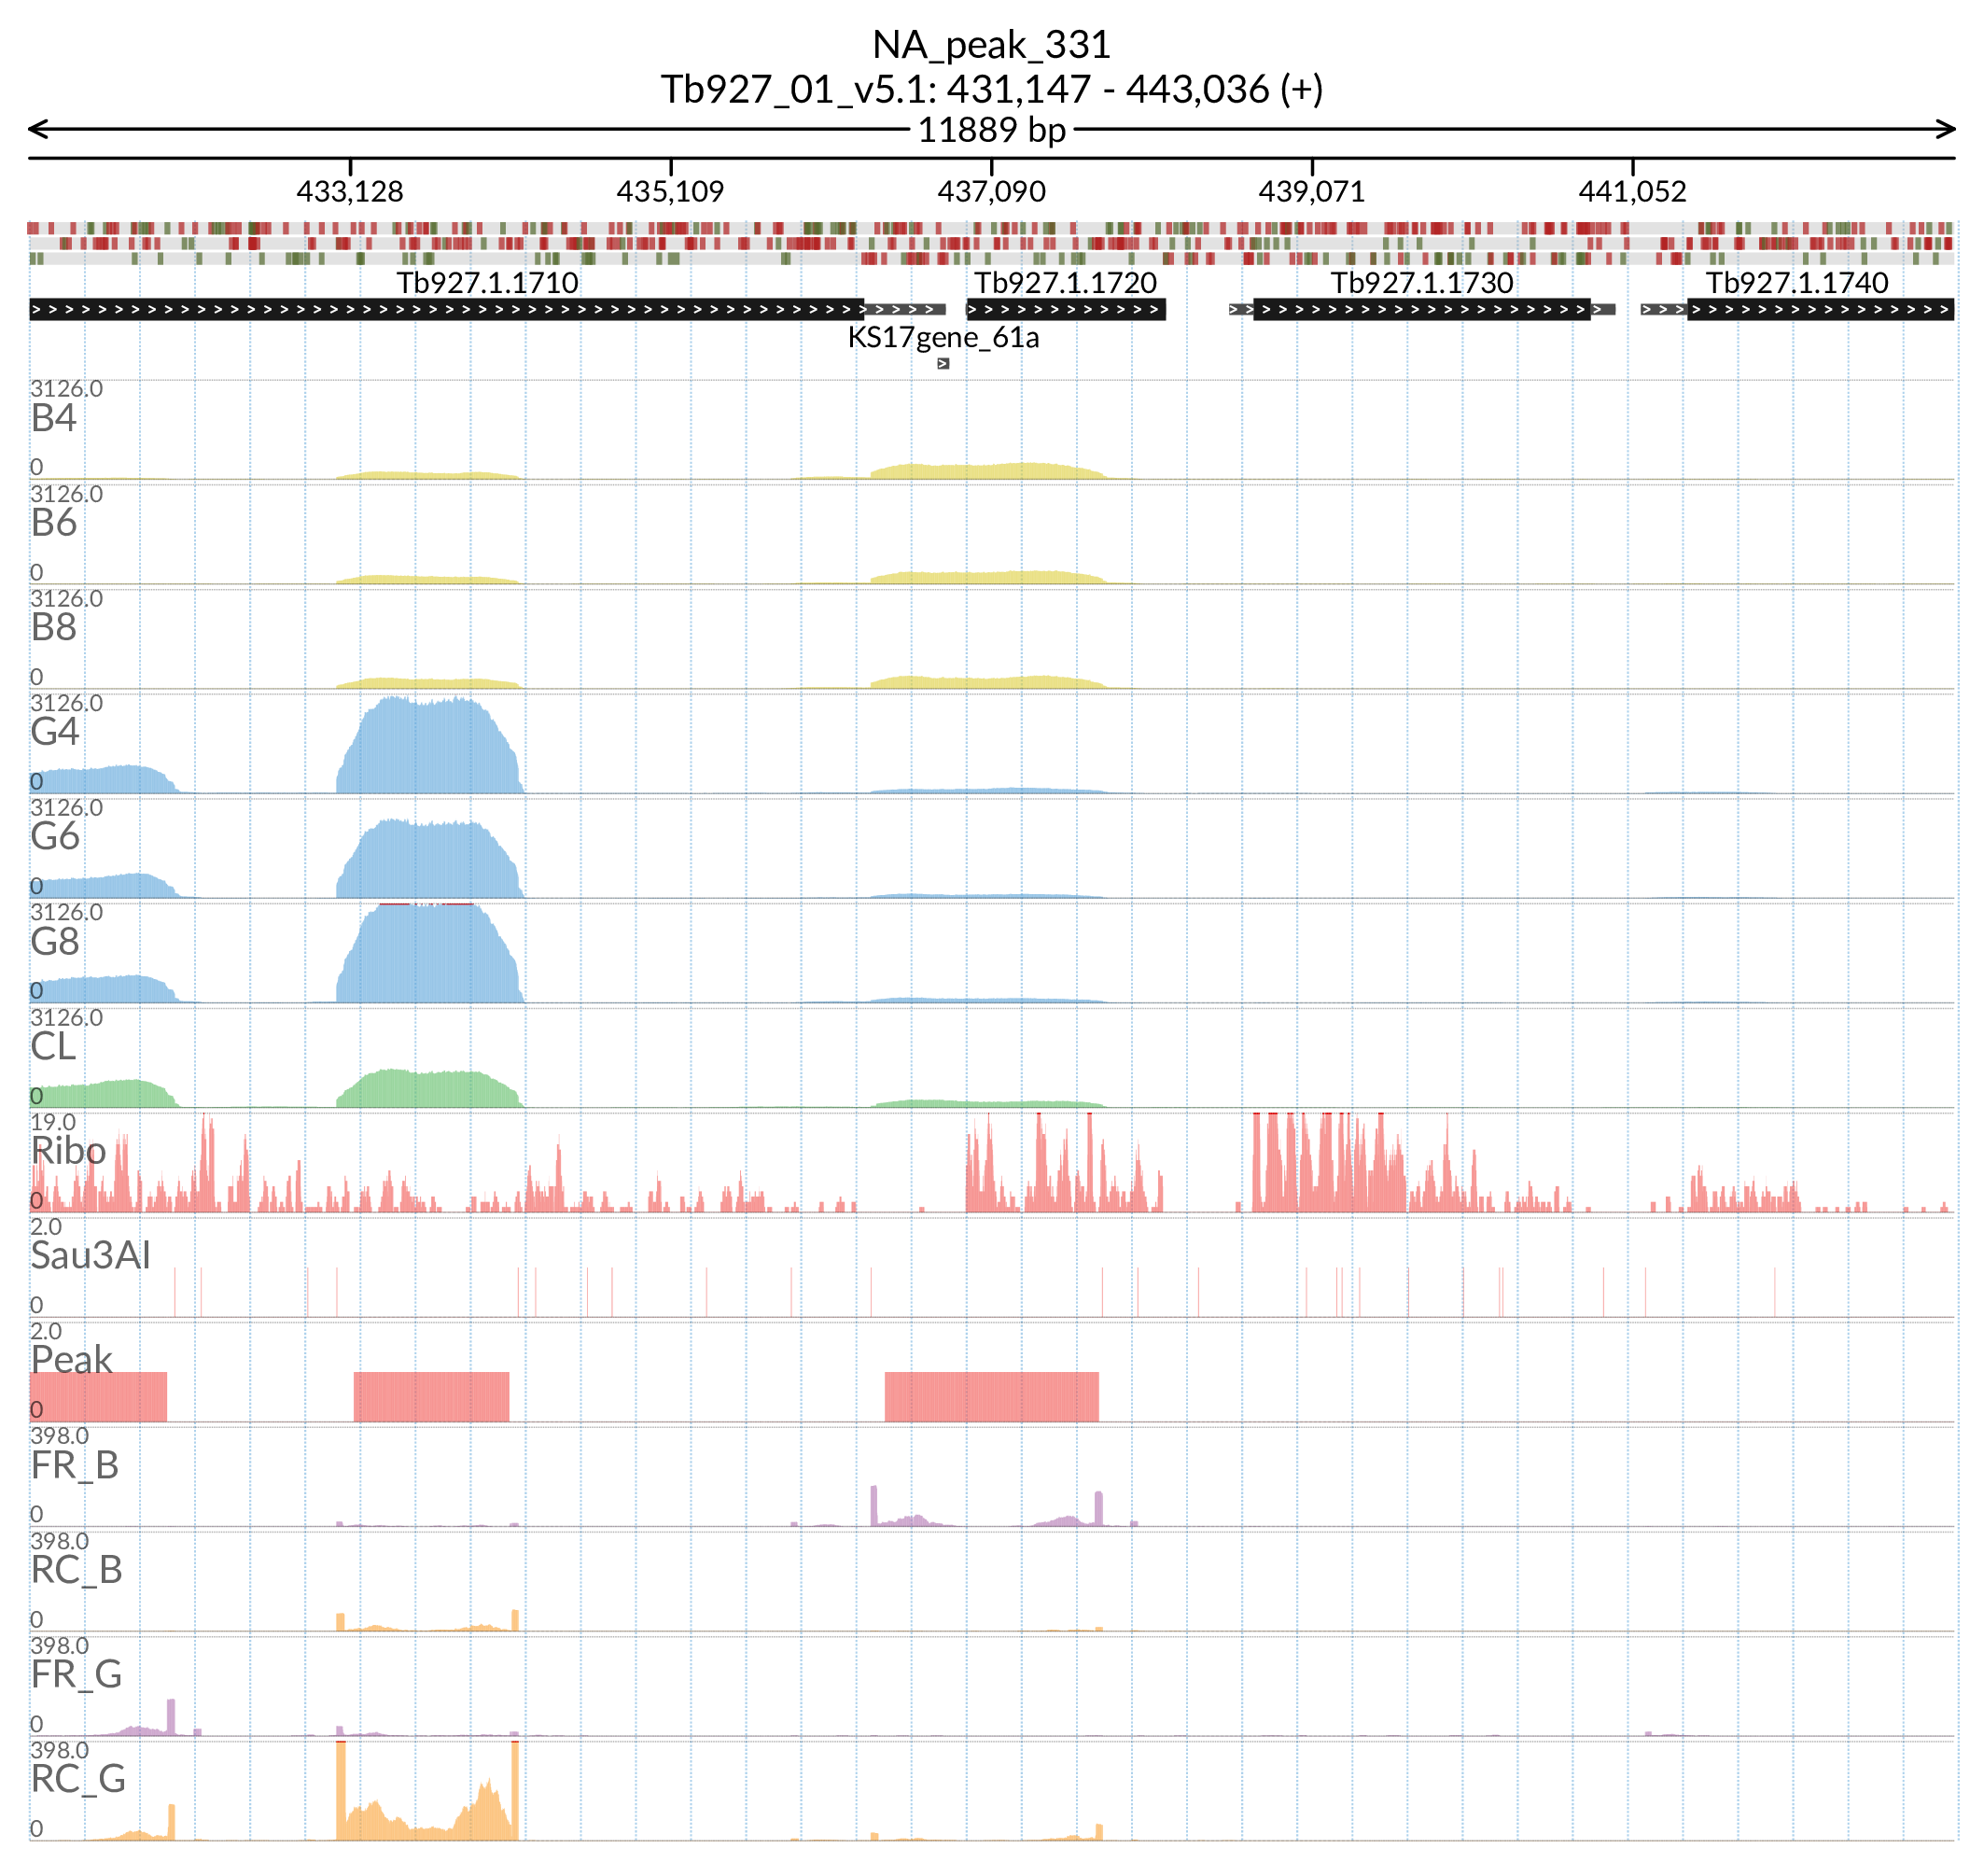 NA_peak_331
Tb927_01_v5.1: 431,147 - 443,036 (+)
11889 bp
433,128 435,109 437,090 439,071 441,052
Tb927.1.1710 Tb927.1.1720 Tb927.1.1730 Tb927.1.1740
KS17gene_61a
3126.0
B4
0
3126.0
B6
0
3126.0
B8
0
3126.0
G4
0
3126.0
G6
0
3126.0
G8
0
3126.0
CL
0
19.0
Ribo
0
2.0
Sau3AI
0
2.0
Peak
0
398.0
FR_B
0
398.0
RC_B
0
398.0
FR_G
0
398.0
RC_G
0